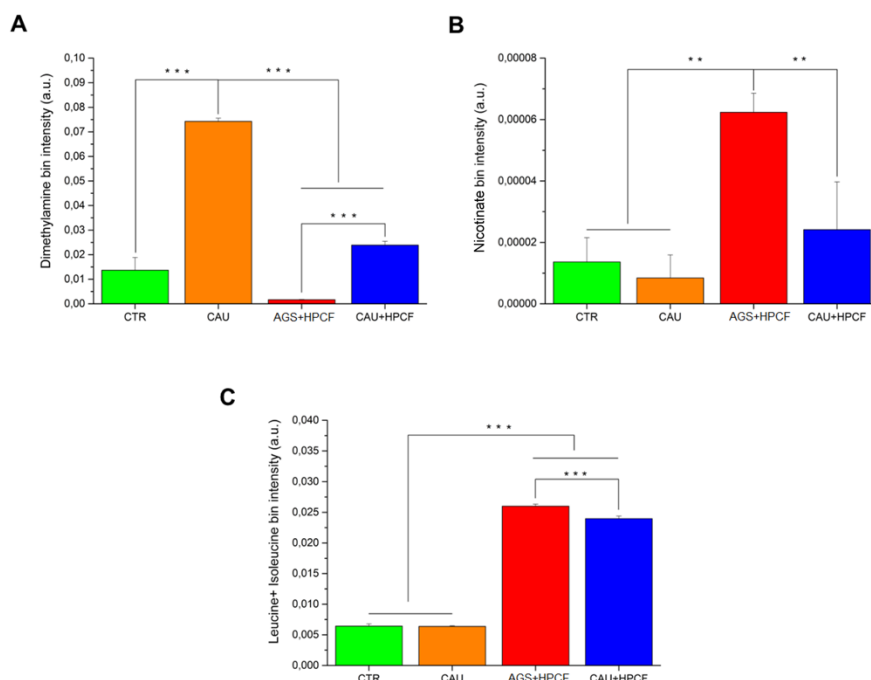 A
Dimethylamine bin intensity (a.u.)
0,10
0,09
0,08
0,07
0,06
0,05
0,04
0,03
0,02
0,01
0,00
* * *
* * *
* * *
CTR
CAU
AGS+HPCF
CAU+HPCF
B
Nicotinate bin intensity (a.u.)
0,00008
0,00006
0,00004
0,00002
0,00000
* *
* *
CTR
CAU
AGS+HPCF
CAU+HPCF
C
Leucine+ Isoleucine bin intensity (a.u.)
0,040
0,035
0,030
0,025
0,020
0,015
0,010
0,005
0,000
* * *
* * *
CTR
CAU
AGS+HPCF
CAU+HPCF